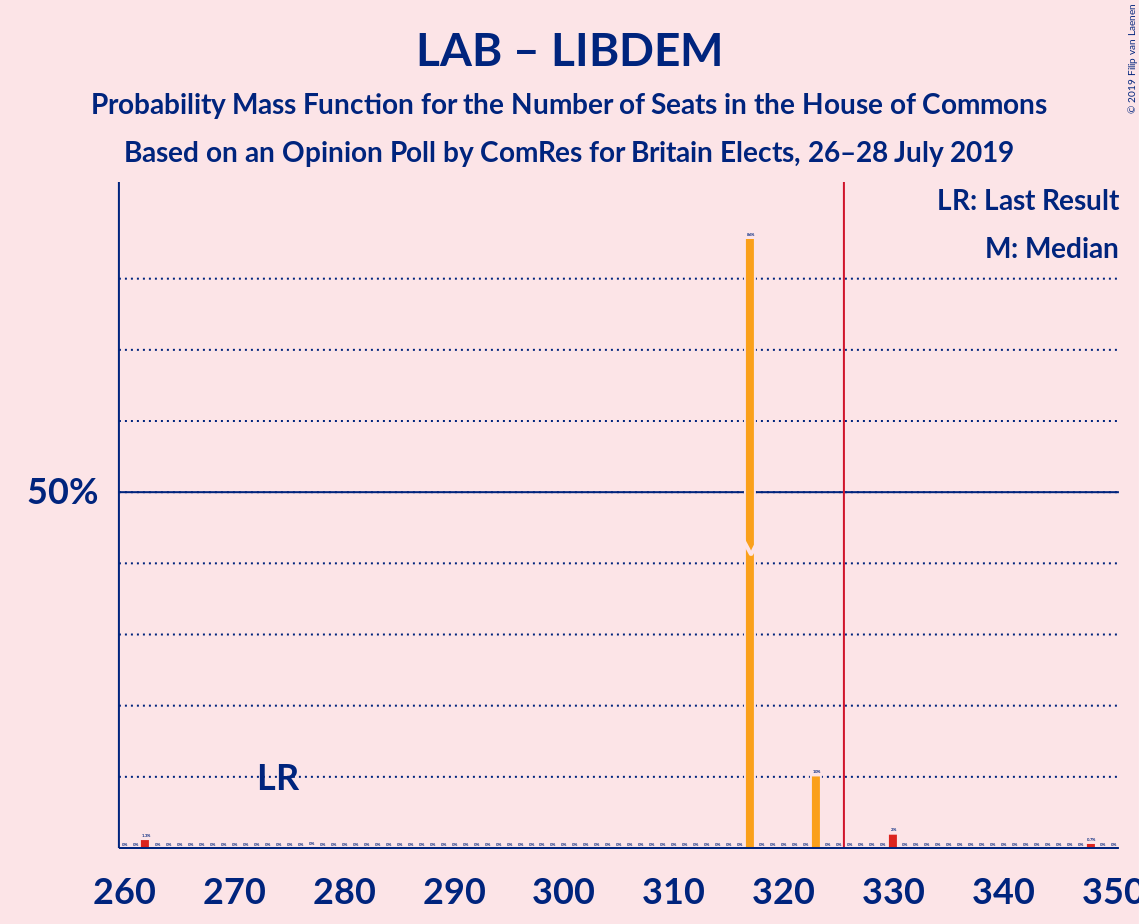 LAB – LIBDEM
Probability Mass Function for the Number of Seats in the House of Commons
Based on an Opinion Poll by ComRes for Britain Elects, 26–28 July 2019
© 2019 Filip van Laenen
LR: Last Result
M: Median
50%
M
LR
260 270 280 290 300 310 320 330 340 350